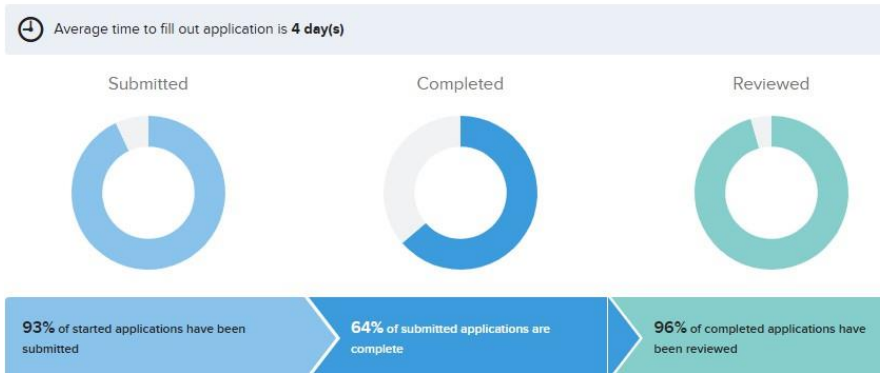 Average time to fill out application is 4 day(s)
Submitted
Completed
Reviewed
93% of started applications have been
submitted
64% of submitted applications are
complete
96% of completed applications have
been reviewed